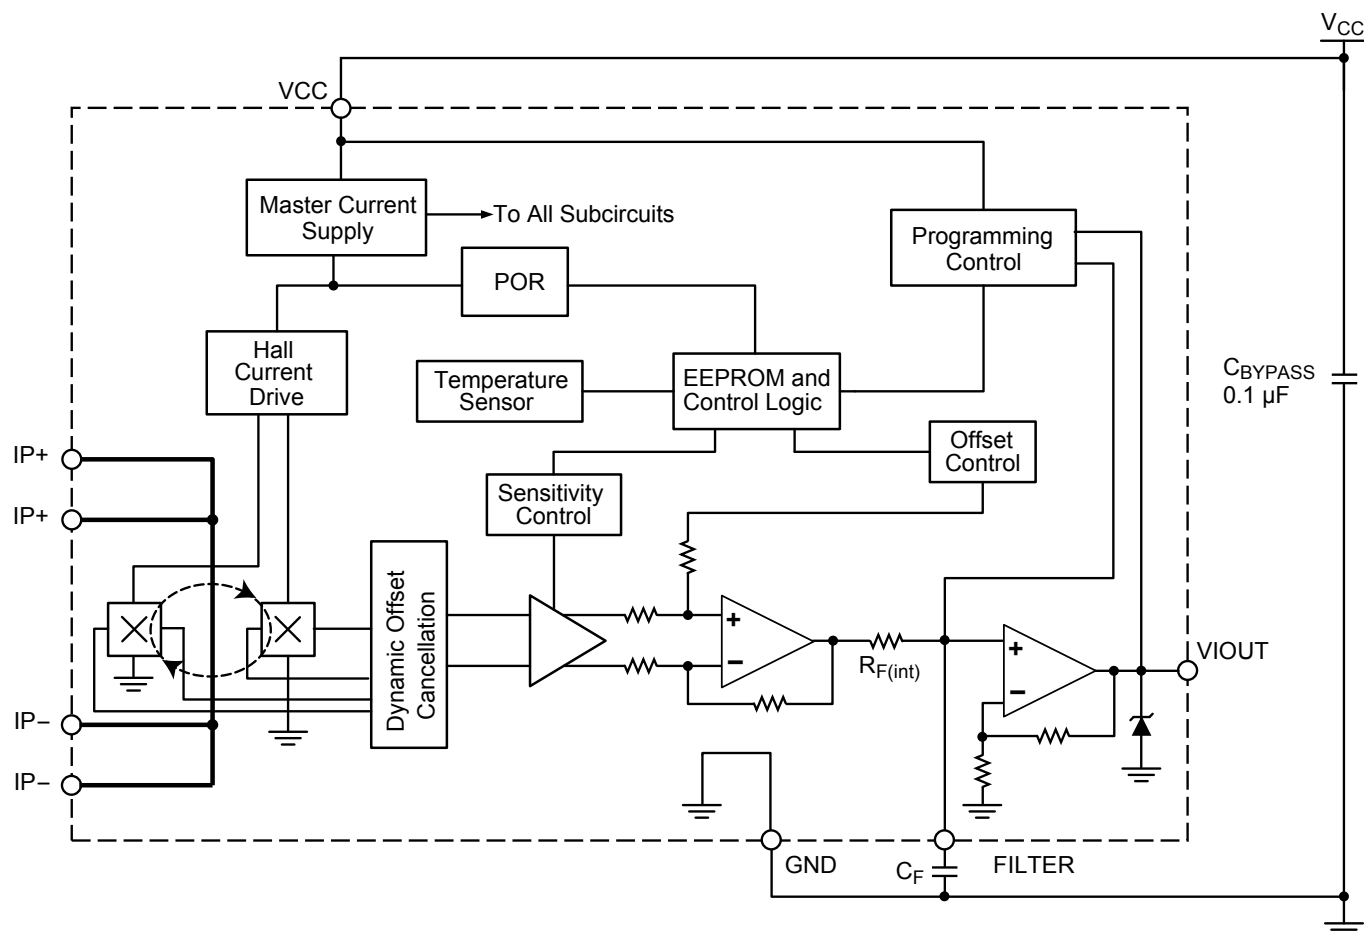 VCC
VCC
Master Current
Supply
To All Subcircuits
Programming
Control
POR
Hall
Current
Drive
Temperature
Sensor
EEPROM and
Control Logic
CBYPASS
0.1 µF
Offset
Control
IP+
IP+
Sensitivity
Control
Dynamic Offset
Cancellation
+
−
RF(int)
+
−
VIOUT
IP−
IP−
GND
CF
FILTER